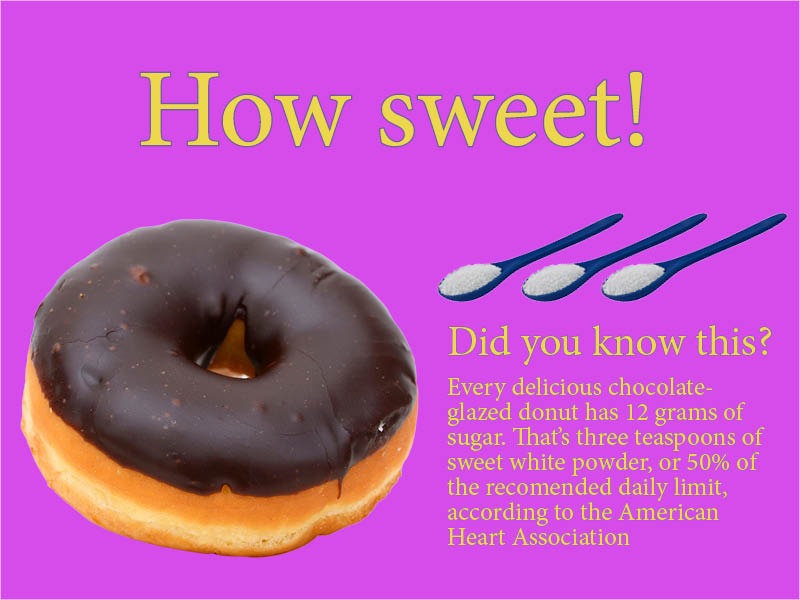 How sweet!
Did you know this?
Every delicious chocolate-
glazed donut has 12 grams of
sugar. That's three teaspoons of
sweet white powder, or 50% of
the recomended daily limit,
according to the American
Heart Association